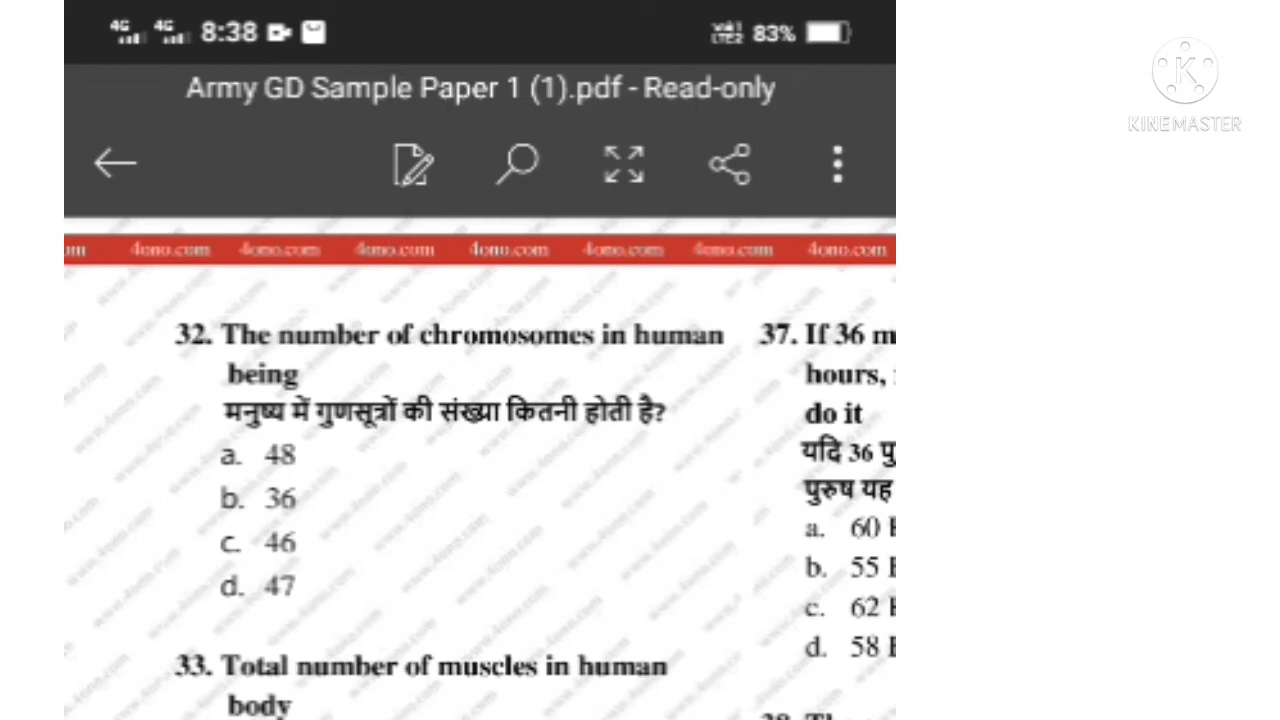 4G 4G 8:38 83%
Army GD Sample Paper 1 (1).pdf - Read-only
KINEMASTER
4ono.com 4ono.com 4ono.com 4ono.com 4ono.com 4ono.com 4ono.com
32. The number of chromosomes in human
being
मनुष्य में गुणसूत्रों की संख्या कितनी होती है?
a. 48
b. 36
c. 46
d. 47
33. Total number of muscles in human
body
37. If 36 m
hours,
do it
यदि 36 पु
पुरुष यह
a. 60
b. 55
c. 62
d. 58